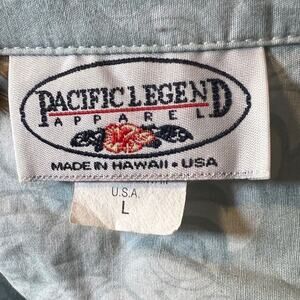 PACIFIC LEGEND
APPAREL
MADE IN HAWAII • USA
U.S.A.
L